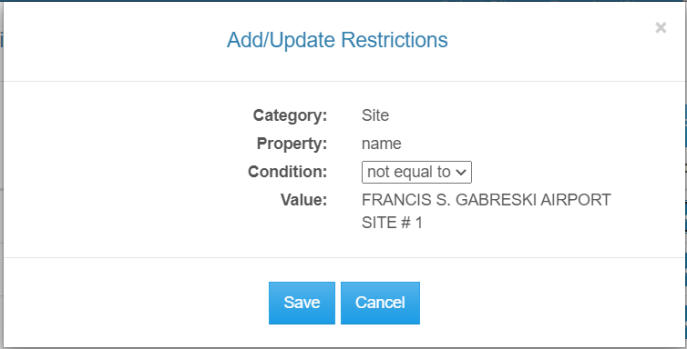 Add/Update Restrictions
×
Category: Site
Property: name
Condition: not equal to
Value: FRANCIS S. GABRESKI AIRPORT
SITE # 1
Save Cancel